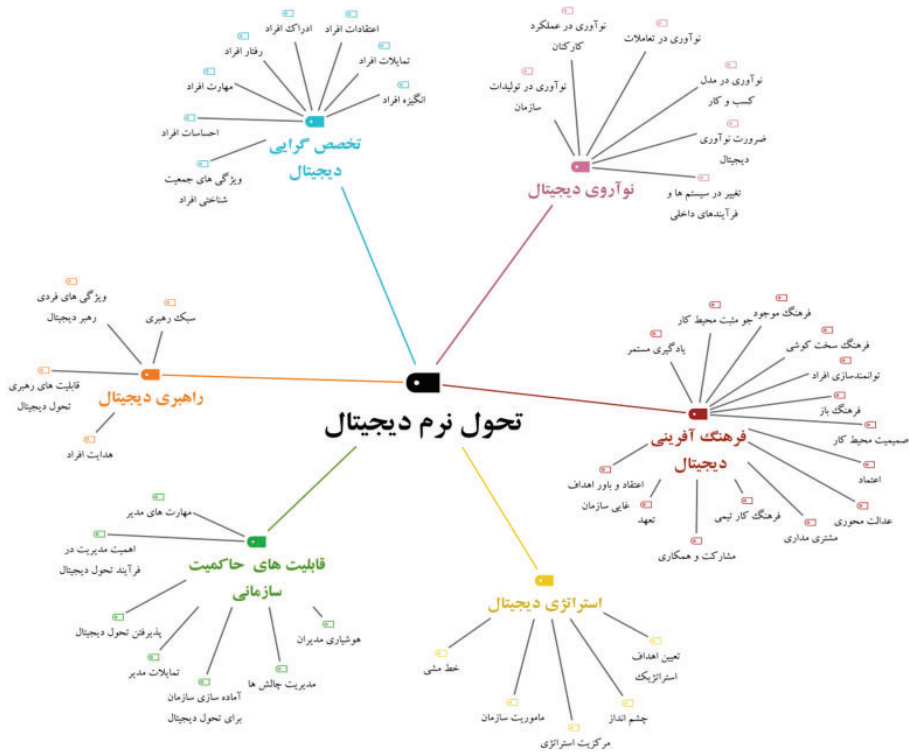 اعتقادات افراد
ادراک افراد
رفتار افراد
تمایلات افراد
مهارت افراد
انگیزه افراد
احساسات افراد
ویژگی های جمعیت
شناختی افراد
تخصص گرایی
دیجیتال
نوآوری در عملکرد
کارکنان
نوآوری در تعاملات
نوآوری در تولیدات
سازمان
نوآوری در مدل
کسب و کار
ضرورت نوآوری
دیجیتال
تغییر در سیستم ها و
فرآیندهای داخلی
نوآروی دیجیتال
ویژگی های فردی
رهبر دیجیتال
سبک رهبری
قابلیت های رهبری
تحول دیجیتال
هدایت افراد
راهبری دیجیتال
تحول نرم دیجیتال
فرهنگ موجود
جو مثبت محیط کار
یادگیری مستمر
فرهنگ سخت کوشی
توانمندسازی افراد
فرهنگ باز
صمیمیت محیط کار
اعتماد
عدالت محوری
مشتری مداری
فرهنگ کار تیمی
مشارکت و همکاری
تعهد
اعتقاد و باور اهداف
غایی سازمان
فرهنگ آفرینی
دیجیتال
مهارت های مدیر
اهمیت مدیریت در
فرآیند تحول دیجیتال
پذیرفتن تحول دیجیتال
تمایلات مدیر
آماده سازی سازمان
برای تحول دیجیتال
مدیریت چالش ها
هوشیاری مدیران
قابلیت های حاکمیت
سازمانی
استراتژی دیجیتال
خط مشی
ماموریت سازمان
مرکزیت استراتژی
چشم انداز
تعیین اهداف
استراتژیک